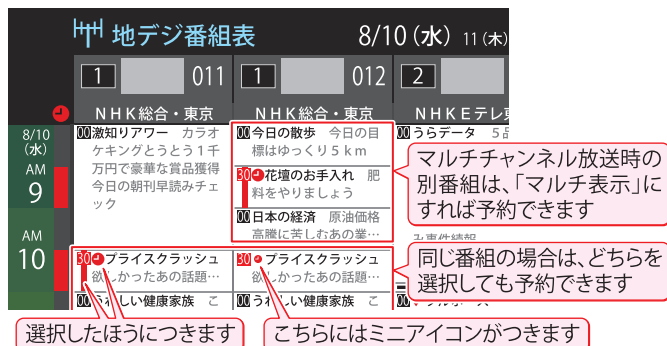 地デジ番組表 8/10(水) 11(木)
1 011 1 012 2
NHK総合・東京 NHK総合・東京 NHKEテレ
8/10
(水)
AM
9
AM
10
00激知りアワー カラオ
ケキングとうとう1千
万円で豪華な賞品獲得
今日の朝刊早読みチェ
ック
30プライスクラッシュ
欲しかったあの話題…
00うれしい健康家族 こ
00今日の散歩 今日の目
標はゆっくり5km
30花壇のお手入れ 肥
料をやりましょう
00日本の経済 原油価格
高騰に苦しむあの業…
30プライスクラッシュ
欲しかったあの話題…
00うれしい健康家族 こ
00うらデータ 5
マルチチャンネル放送時の
別番組は、「マルチ表示」に
すれば予約できます
同じ番組の場合は、どちらを
選択しても予約できます
選択したほうにつきます
こちらにはミニアイコンがつきます